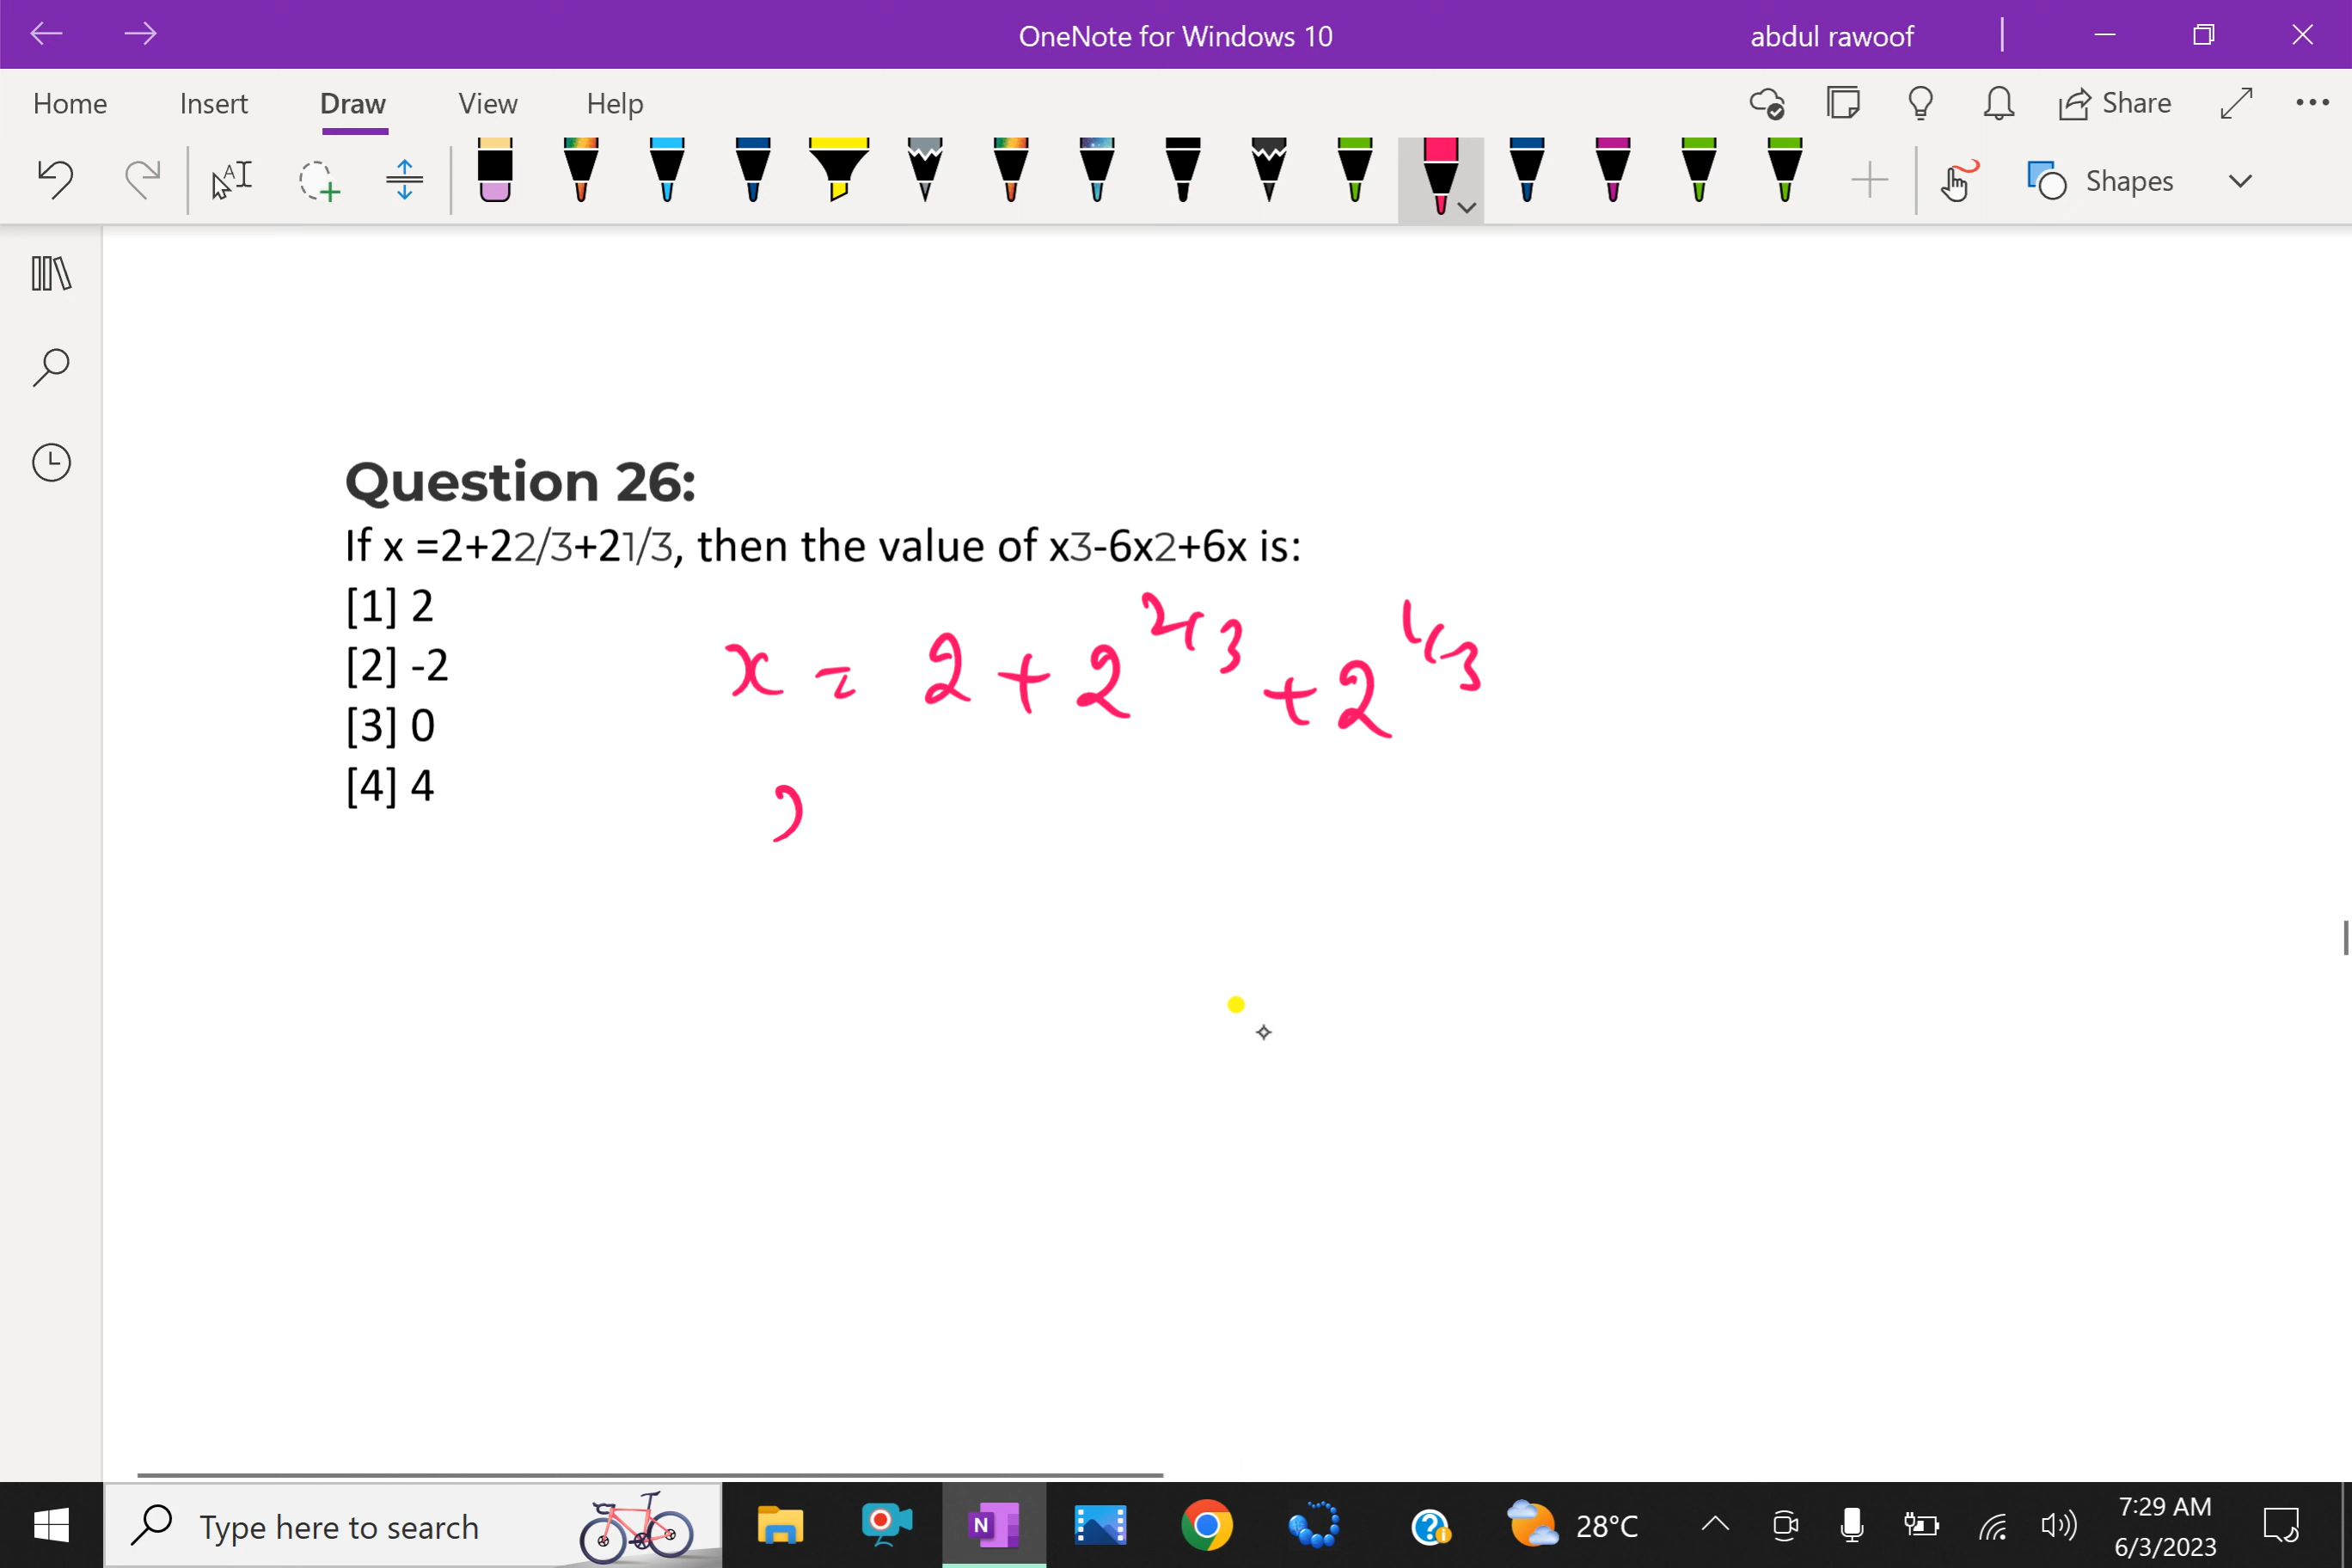 OneNote for Windows 10
abdul rawoof
Home Insert Draw View Help
Share
Shapes
Question 26:
If x =2+22/3+21/3, then the value of x3-6x2+6x is:
[1] 2
[2] -2
[3] 0
[4] 4
x = 2 + 2^2/3 + 2^1/3
Type here to search
28°C
7:29 AM
6/3/2023